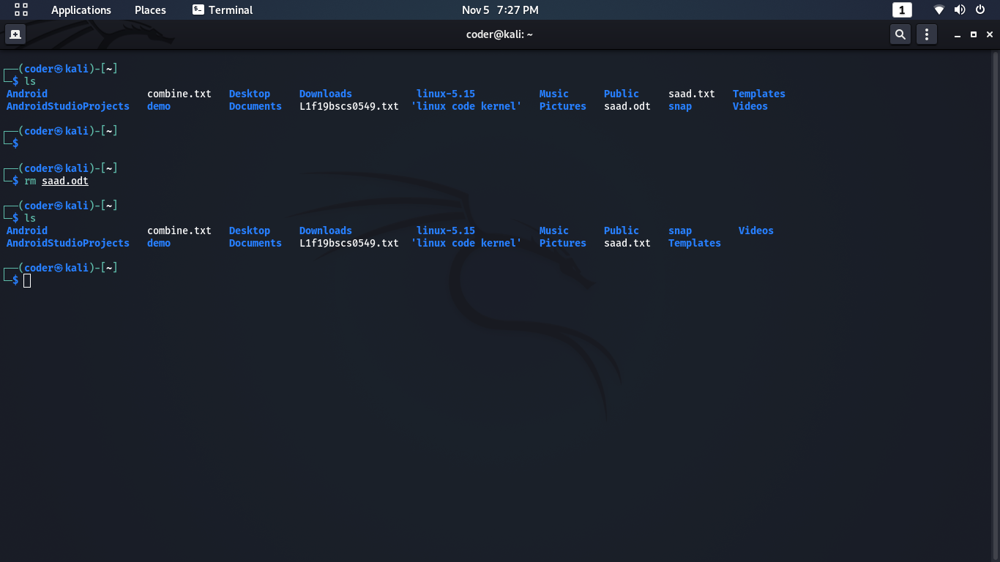 Applications Places Terminal Nov 5 7:27 PM 1
coder@kali: ~
┌──(coder㉿kali)-[~]
└─$ ls
Android combine.txt Desktop Downloads linux-5.15 Music Public saad.txt Templates
AndroidStudioProjects demo Documents L1f19bscs0549.txt 'linux code kernel' Pictures saad.odt snap Videos
┌──(coder㉿kali)-[~]
└─$
┌──(coder㉿kali)-[~]
└─$ rm saad.odt
┌──(coder㉿kali)-[~]
└─$ ls
Android combine.txt Desktop Downloads linux-5.15 Music Public snap Videos
AndroidStudioProjects demo Documents L1f19bscs0549.txt 'linux code kernel' Pictures saad.txt Templates
┌──(coder㉿kali)-[~]
└─$